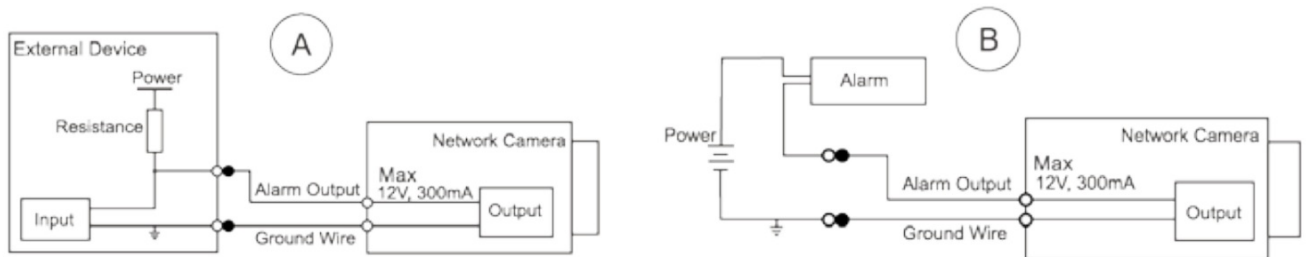 A
External Device
Power
Resistance
Input
Alarm Output
Ground Wire
Network Camera
Max
12V, 300mA
Output
B
Alarm
Power
Alarm Output
Ground Wire
Network Camera
Max
12V, 300mA
Output